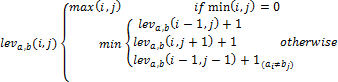 lev_{a,b}(i,j) { max(i,j) if min(i,j) = 0
min { lev_{a,b}(i − 1, j) + 1
lev_{a,b}(i, j + 1) + 1 otherwise
lev_{a,b}(i − 1, j − 1) + 1_{(a_i≠b_j)}